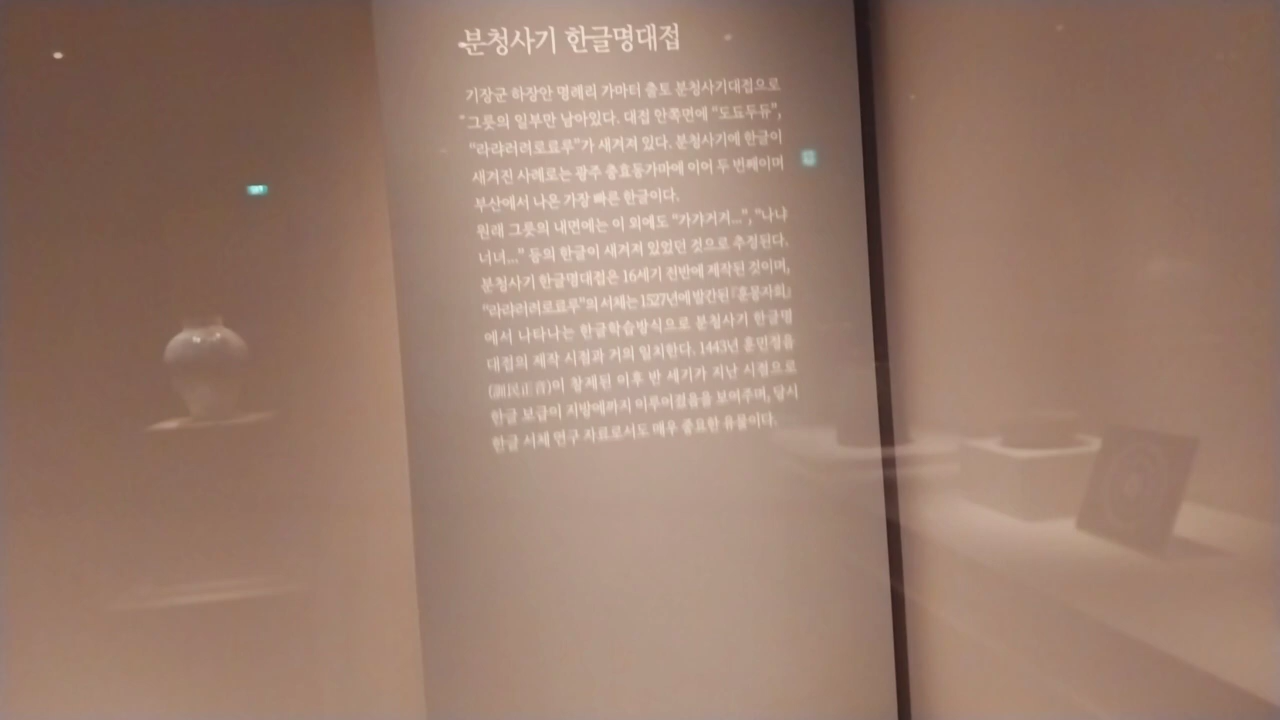 분청사기 한글명대접
기장군 하장안 명례리 가마터 출토 분청사기대접으로
그릇의 일부만 남아있다. 대접 안쪽면에 “도됴두듀”,
“라랴러려로료루”가 새겨져 있다. 분청사기에 한글이
새겨진 사례로는 광주 충효동가마에 이어 두 번째이며
부산에서 나온 가장 빠른 한글이다.
원래 그릇의 내면에는 이 외에도 “가갸거겨...”, “나냐
너녀...” 등의 한글이 새겨져 있었던 것으로 추정된다.
분청사기 한글명대접은 16세기 전반에 제작된 것이며,
“라랴러려로료루”의 서체는 1527년에 발간된 『훈몽자회』
에서 나타나는 한글학습방식으로 분청사기 한글명
대접의 제작 시점과 거의 일치한다. 1443년 훈민정음
(訓民正音)이 창제된 이후 반 세기가 지난 시점으로
한글 보급이 지방에까지 이루어졌음을 보여주며, 당시
한글 서체 연구 자료로서도 매우 중요한 유물이다.